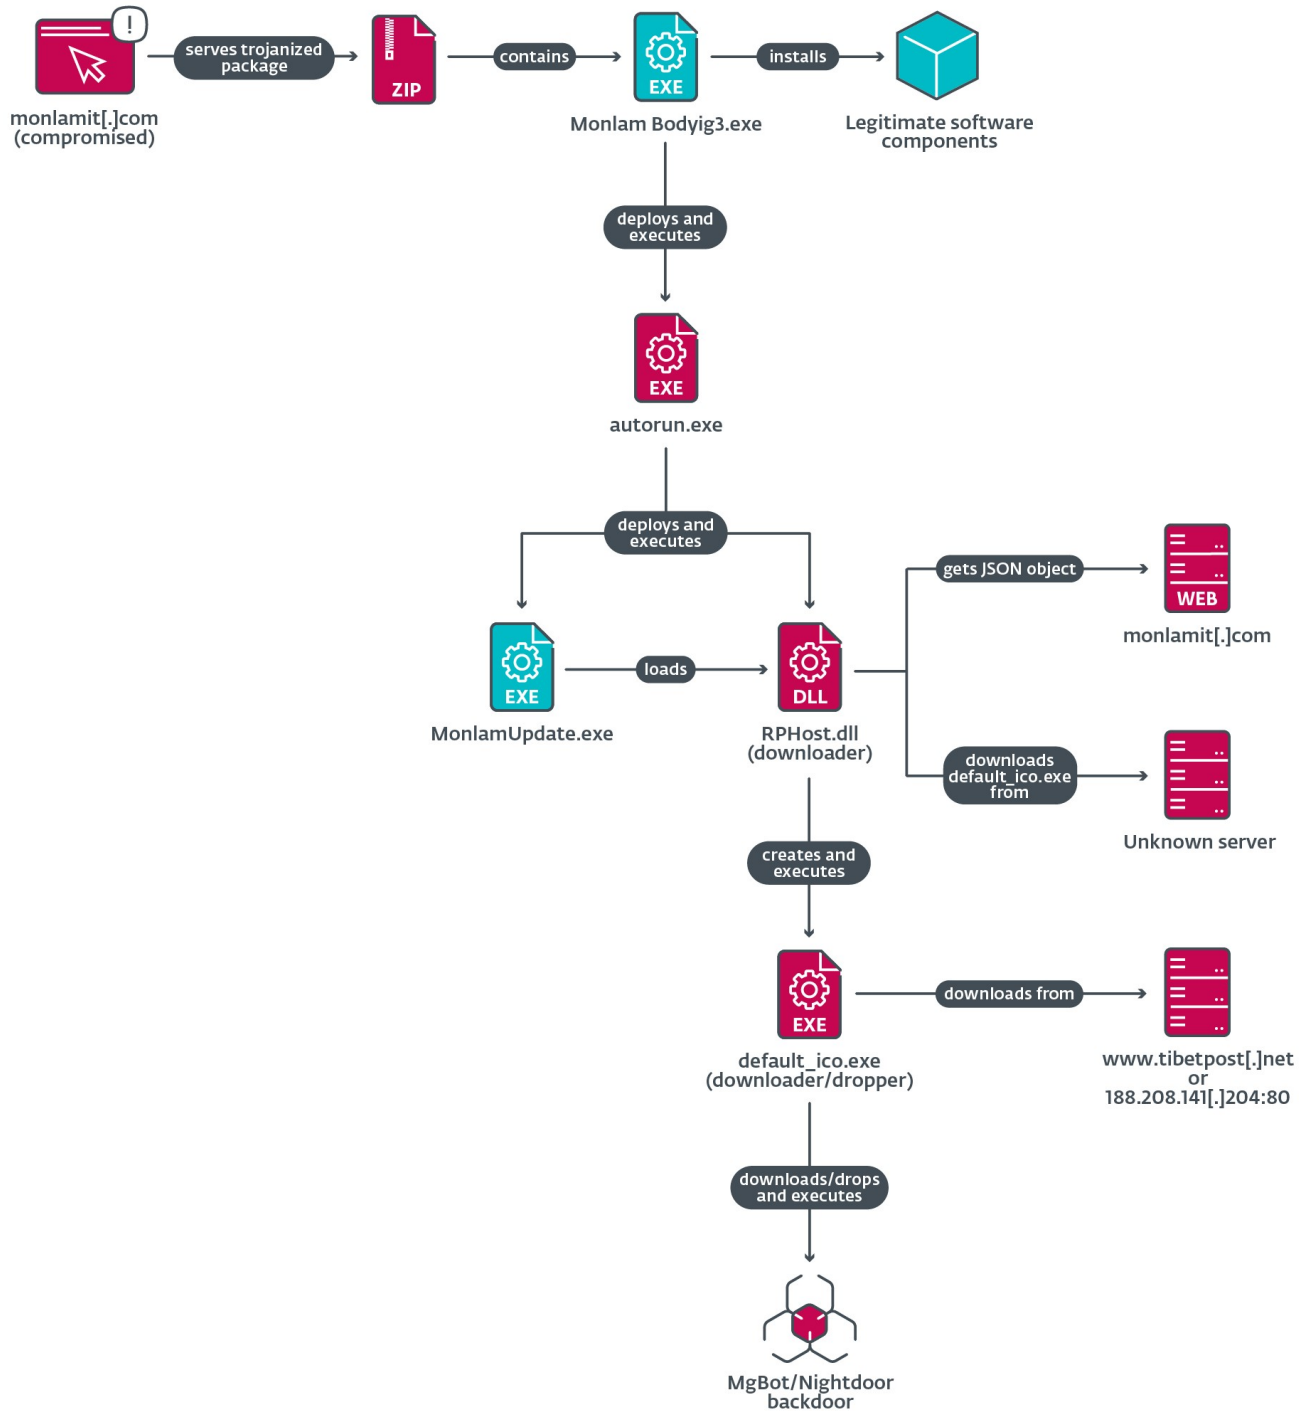 !
serves trojanized
package
ZIP
contains
EXE
installs
monlamit[.]com
(compromised)
Monlam Bodyig3.exe
Legitimate software
components
deploys and
executes
EXE
autorun.exe
deploys and
executes
gets JSON object
WEB
monlamit[.]com
EXE
loads
DLL
MonlamUpdate.exe
RPHost.dll
(downloader)
downloads
default_ico.exe
from
Unknown server
creates and
executes
EXE
downloads from
default_ico.exe
(downloader/dropper)
www.tibetpost[.]net
or
188.208.141[.]204:80
downloads/drops
and executes
MgBot/Nightdoor
backdoor